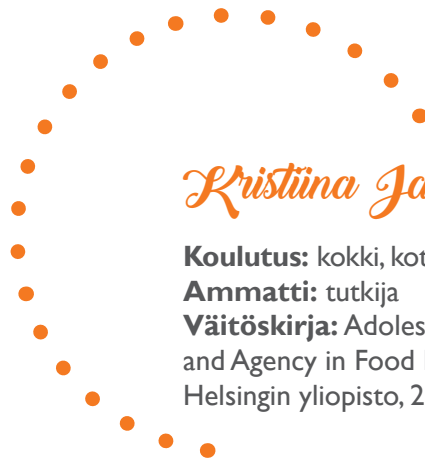 Kristiina Ja
Koulutus: kokki, kot
Ammatti: tutkija
Väitöskirja: Adoles
and Agency in Food
Helsingin yliopisto, 2